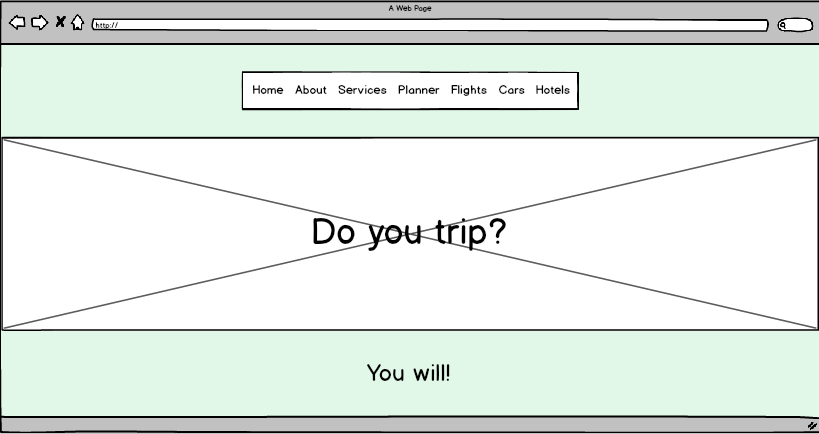 A Web Page
http://
Home About Services Planner Flights Cars Hotels
Do you trip?
You will!